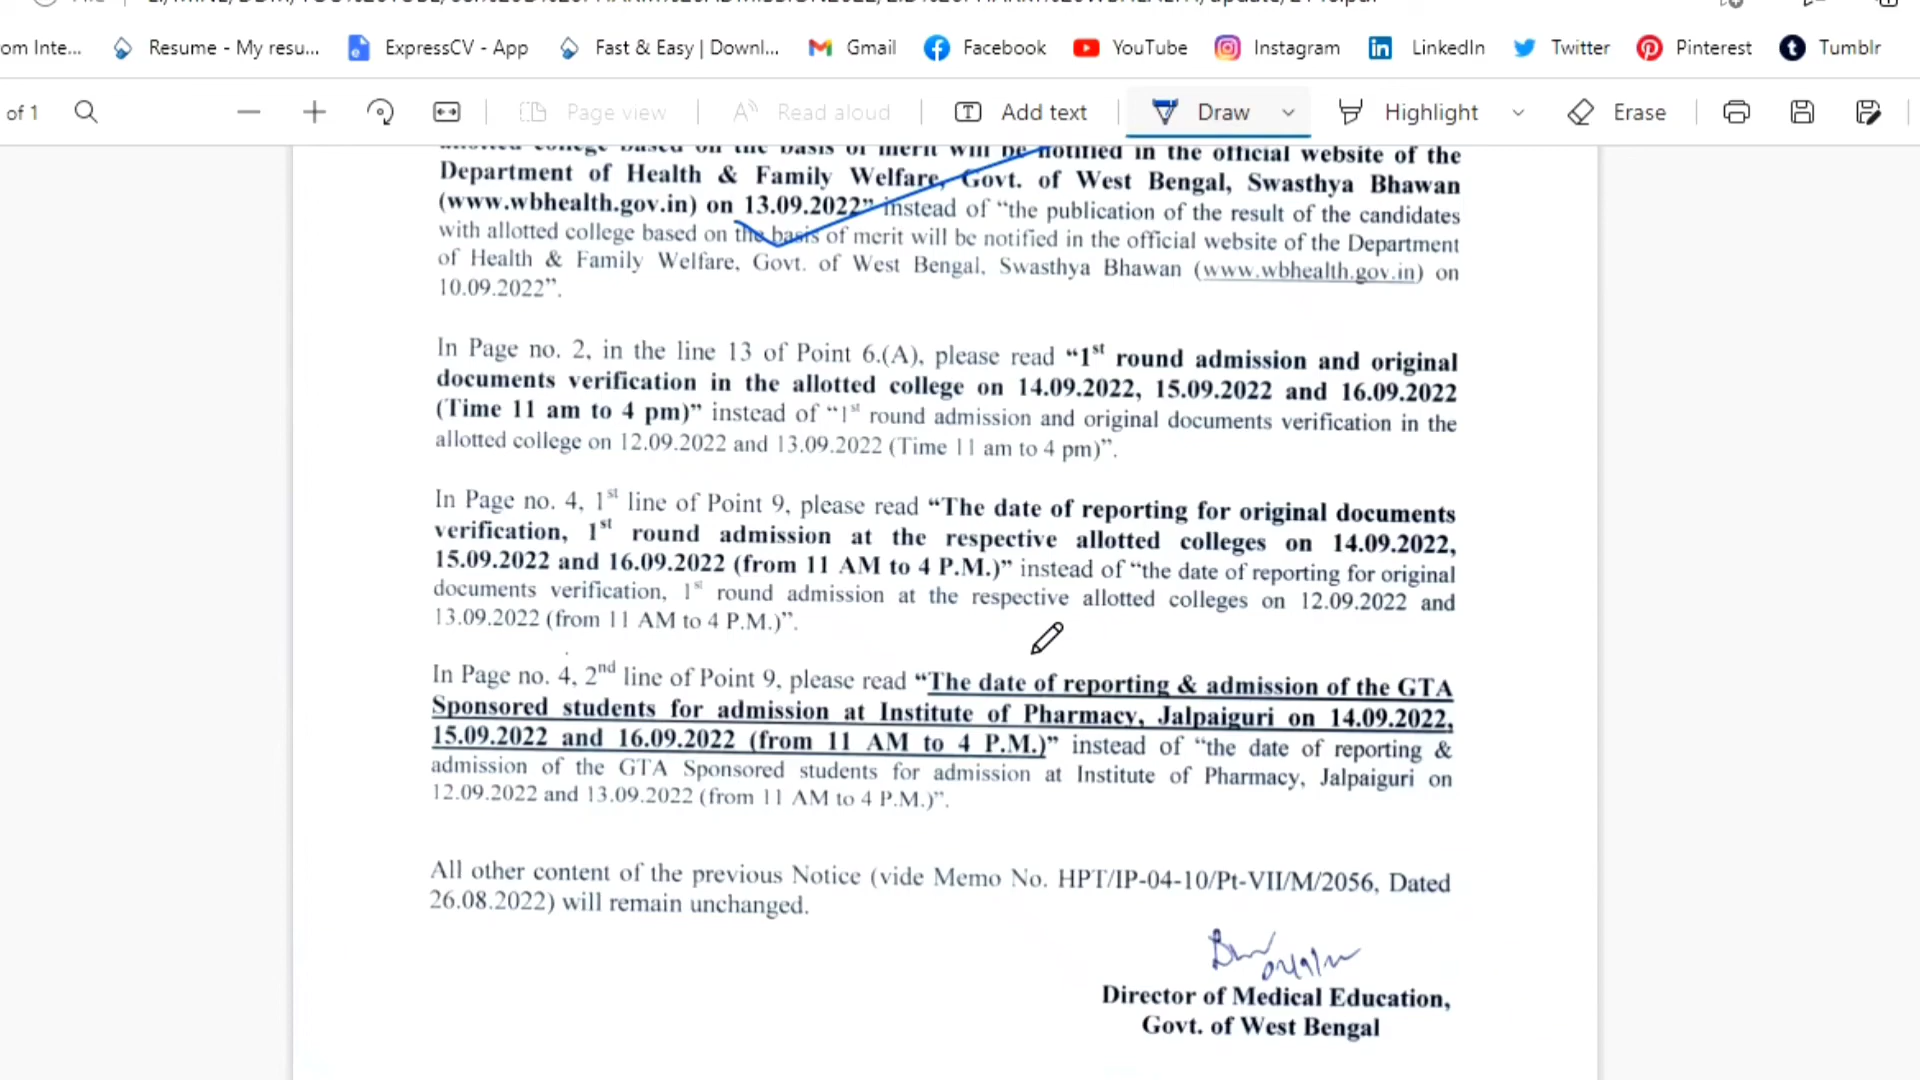 om Inte... Resume - My resu... ExpressCV - App Fast & Easy | Downl... Gmail Facebook YouTube Instagram LinkedIn Twitter Pinterest Tumblr
of 1 Page view Read aloud Add text Draw Highlight Erase
allotted college based on the basis of merit will be notified in the official website of the
Department of Health & Family Welfare, Govt. of West Bengal, Swasthya Bhawan
(www.wbhealth.gov.in) on 13.09.2022” instead of “the publication of the result of the candidates
with allotted college based on the basis of merit will be notified in the official website of the Department
of Health & Family Welfare, Govt. of West Bengal, Swasthya Bhawan (www.wbhealth.gov.in) on
10.09.2022”.
In Page no. 2, in the line 13 of Point 6.(A), please read “1st round admission and original
documents verification in the allotted college on 14.09.2022, 15.09.2022 and 16.09.2022
(Time 11 am to 4 pm)” instead of “1st round admission and original documents verification in the
allotted college on 12.09.2022 and 13.09.2022 (Time 11 am to 4 pm)”.
In Page no. 4, 1st line of Point 9, please read “The date of reporting for original documents
verification, 1st round admission at the respective allotted colleges on 14.09.2022,
15.09.2022 and 16.09.2022 (from 11 AM to 4 P.M.)” instead of “the date of reporting for original
documents verification, 1st round admission at the respective allotted colleges on 12.09.2022 and
13.09.2022 (from 11 AM to 4 P.M.)”.
In Page no. 4, 2nd line of Point 9, please read “The date of reporting & admission of the GTA
Sponsored students for admission at Institute of Pharmacy, Jalpaiguri on 14.09.2022,
15.09.2022 and 16.09.2022 (from 11 AM to 4 P.M.)” instead of “the date of reporting &
admission of the GTA Sponsored students for admission at Institute of Pharmacy, Jalpaiguri on
12.09.2022 and 13.09.2022 (from 11 AM to 4 P.M.)”.
All other content of the previous Notice (vide Memo No. HPT/IP-04-10/Pt-VII/M/2056, Dated
26.08.2022) will remain unchanged.
Director of Medical Education,
Govt. of West Bengal